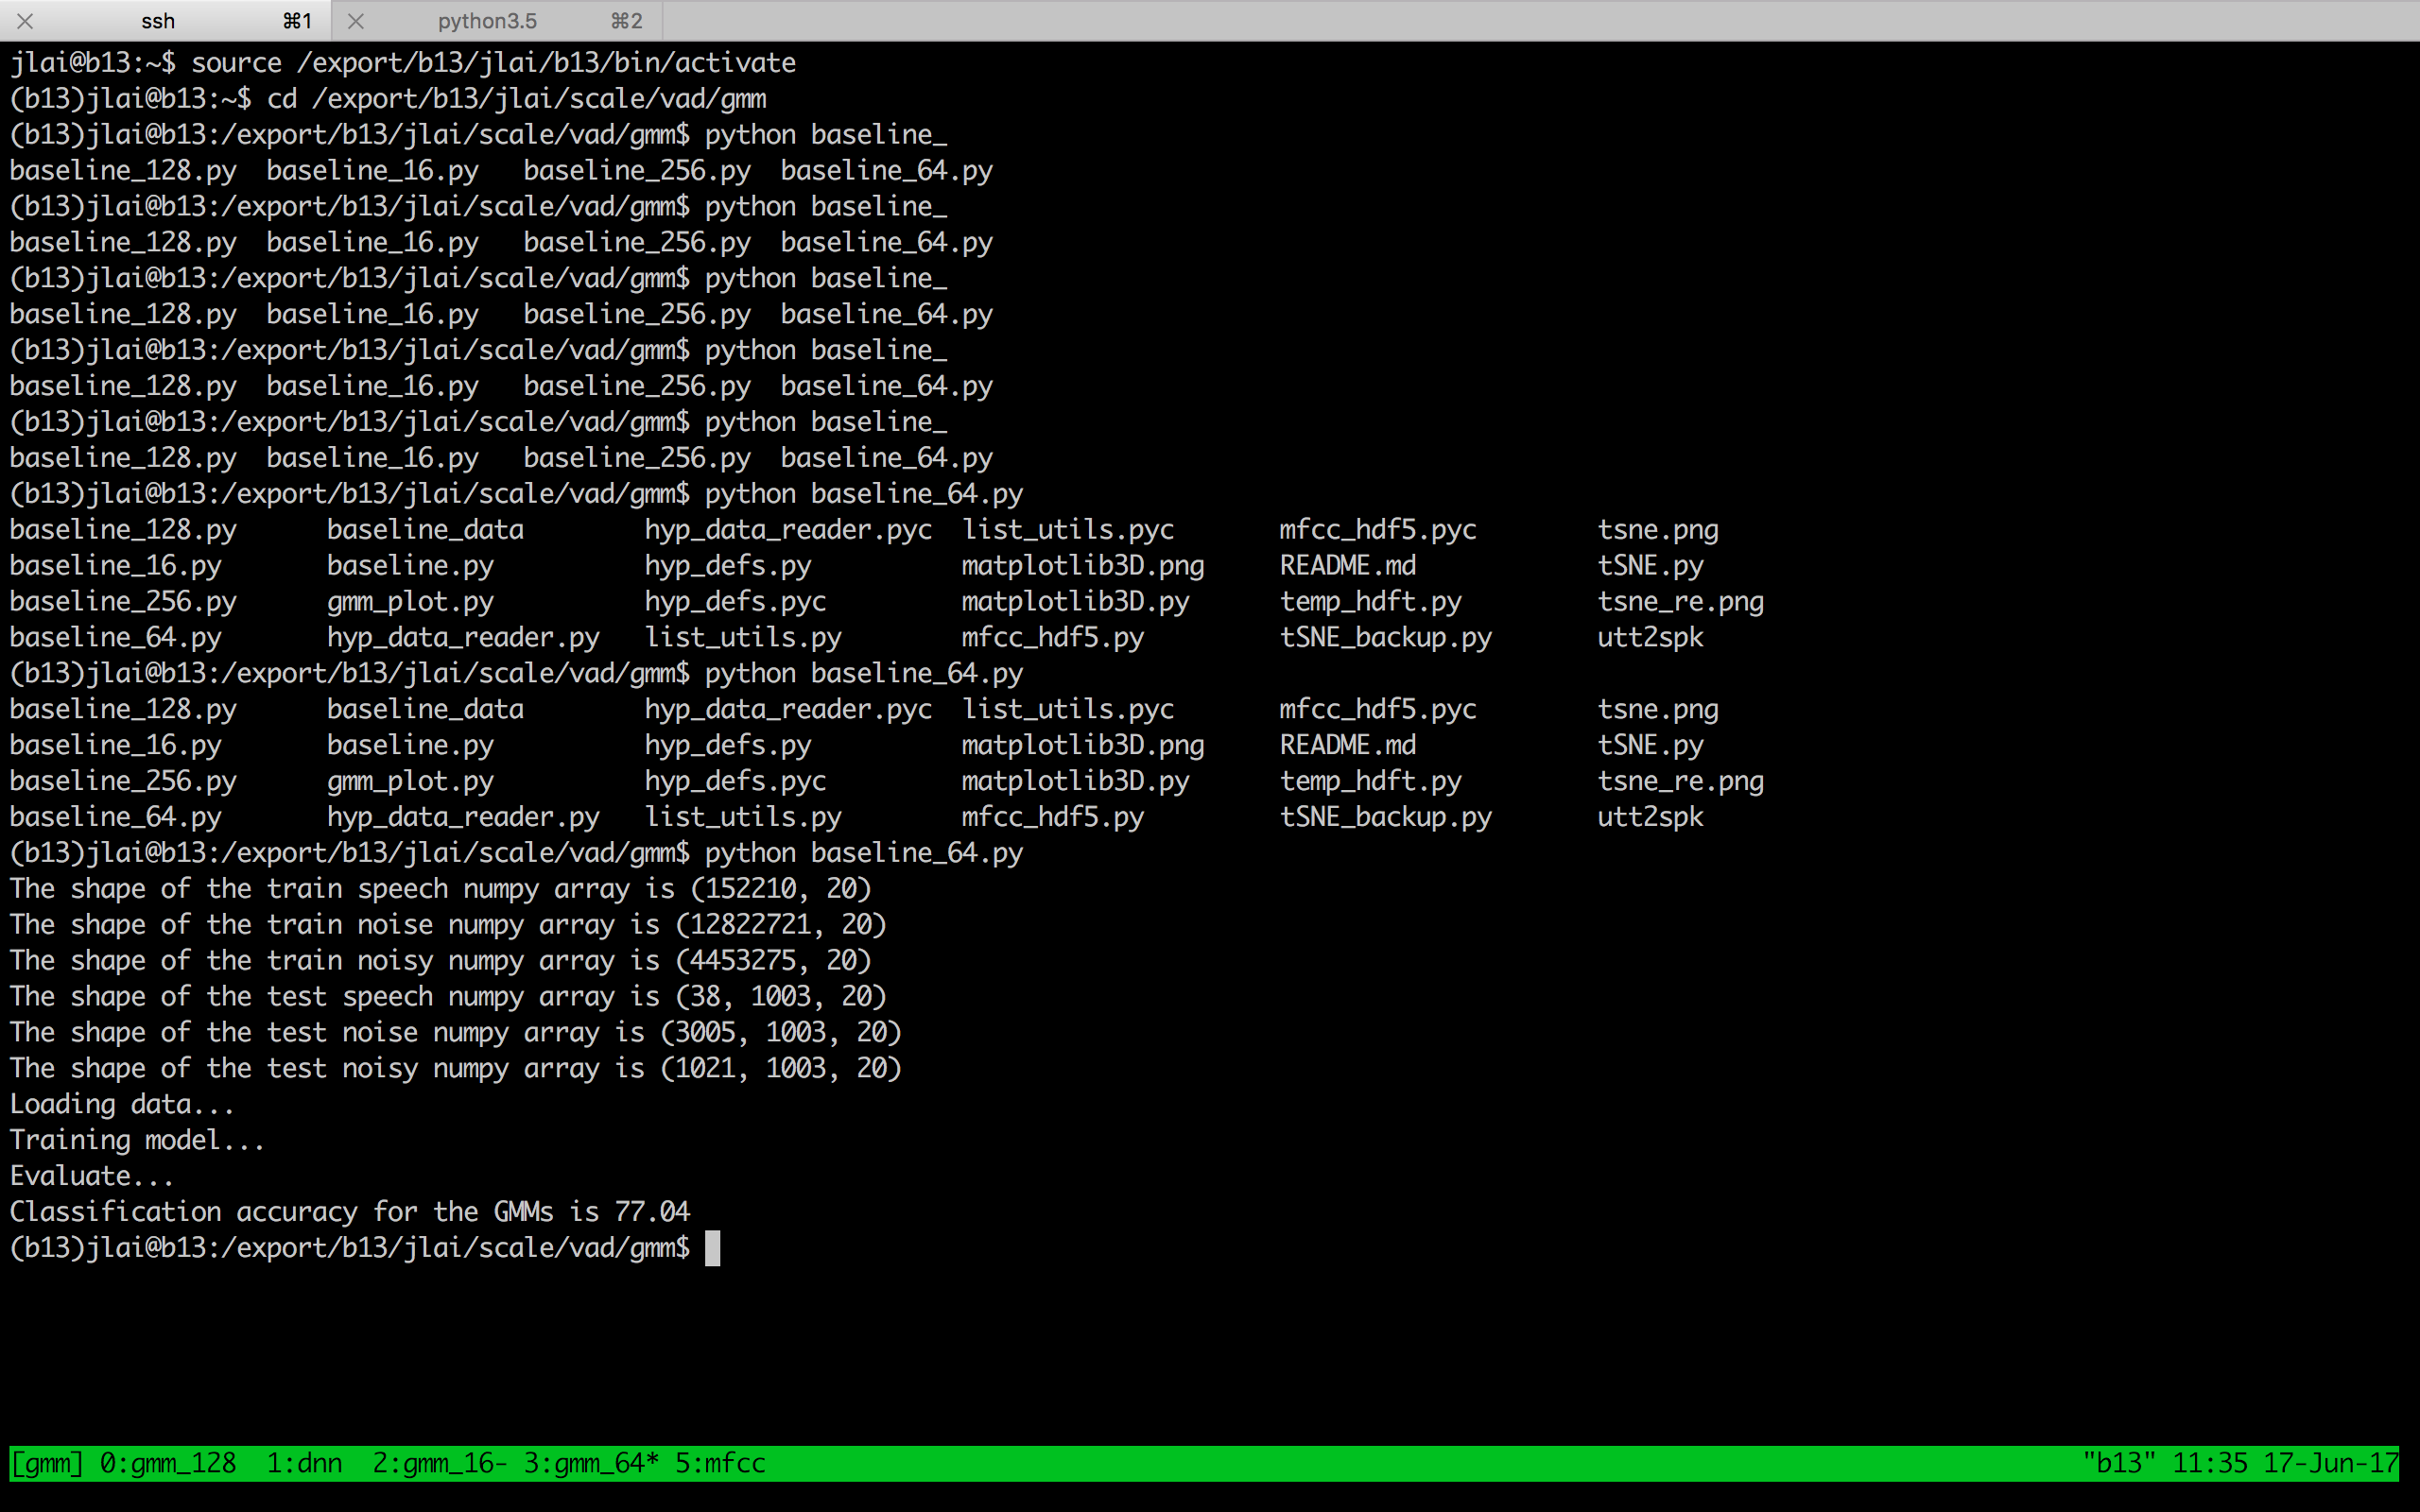 ssh ⌘1 python3.5 ⌘2
jlai@b13:~$ source /export/b13/jlai/b13/bin/activate
(b13)jlai@b13:~$ cd /export/b13/jlai/scale/vad/gmm
(b13)jlai@b13:/export/b13/jlai/scale/vad/gmm$ python baseline_
baseline_128.py  baseline_16.py   baseline_256.py  baseline_64.py
(b13)jlai@b13:/export/b13/jlai/scale/vad/gmm$ python baseline_
baseline_128.py  baseline_16.py   baseline_256.py  baseline_64.py
(b13)jlai@b13:/export/b13/jlai/scale/vad/gmm$ python baseline_
baseline_128.py  baseline_16.py   baseline_256.py  baseline_64.py
(b13)jlai@b13:/export/b13/jlai/scale/vad/gmm$ python baseline_
baseline_128.py  baseline_16.py   baseline_256.py  baseline_64.py
(b13)jlai@b13:/export/b13/jlai/scale/vad/gmm$ python baseline_
baseline_128.py  baseline_16.py   baseline_256.py  baseline_64.py
(b13)jlai@b13:/export/b13/jlai/scale/vad/gmm$ python baseline_64.py
baseline_128.py      baseline_data        hyp_data_reader.pyc  list_utils.pyc       mfcc_hdf5.pyc        tsne.png
baseline_16.py       baseline.py          hyp_defs.py          matplotlib3D.png     README.md            tSNE.py
baseline_256.py      gmm_plot.py          hyp_defs.pyc         matplotlib3D.py      temp_hdft.py         tsne_re.png
baseline_64.py       hyp_data_reader.py   list_utils.py        mfcc_hdf5.py         tSNE_backup.py       utt2spk
(b13)jlai@b13:/export/b13/jlai/scale/vad/gmm$ python baseline_64.py
baseline_128.py      baseline_data        hyp_data_reader.pyc  list_utils.pyc       mfcc_hdf5.pyc        tsne.png
baseline_16.py       baseline.py          hyp_defs.py          matplotlib3D.png     README.md            tSNE.py
baseline_256.py      gmm_plot.py          hyp_defs.pyc         matplotlib3D.py      temp_hdft.py         tsne_re.png
baseline_64.py       hyp_data_reader.py   list_utils.py        mfcc_hdf5.py         tSNE_backup.py       utt2spk
(b13)jlai@b13:/export/b13/jlai/scale/vad/gmm$ python baseline_64.py
The shape of the train speech numpy array is (152210, 20)
The shape of the train noise numpy array is (12822721, 20)
The shape of the train noisy numpy array is (4453275, 20)
The shape of the test speech numpy array is (38, 1003, 20)
The shape of the test noise numpy array is (3005, 1003, 20)
The shape of the test noisy numpy array is (1021, 1003, 20)
Loading data...
Training model...
Evaluate...
Classification accuracy for the GMMs is 77.04
(b13)jlai@b13:/export/b13/jlai/scale/vad/gmm$
[gmm] 0:gmm_128  1:dnn  2:gmm_16- 3:gmm_64* 5:mfcc "b13" 11:35 17-Jun-17